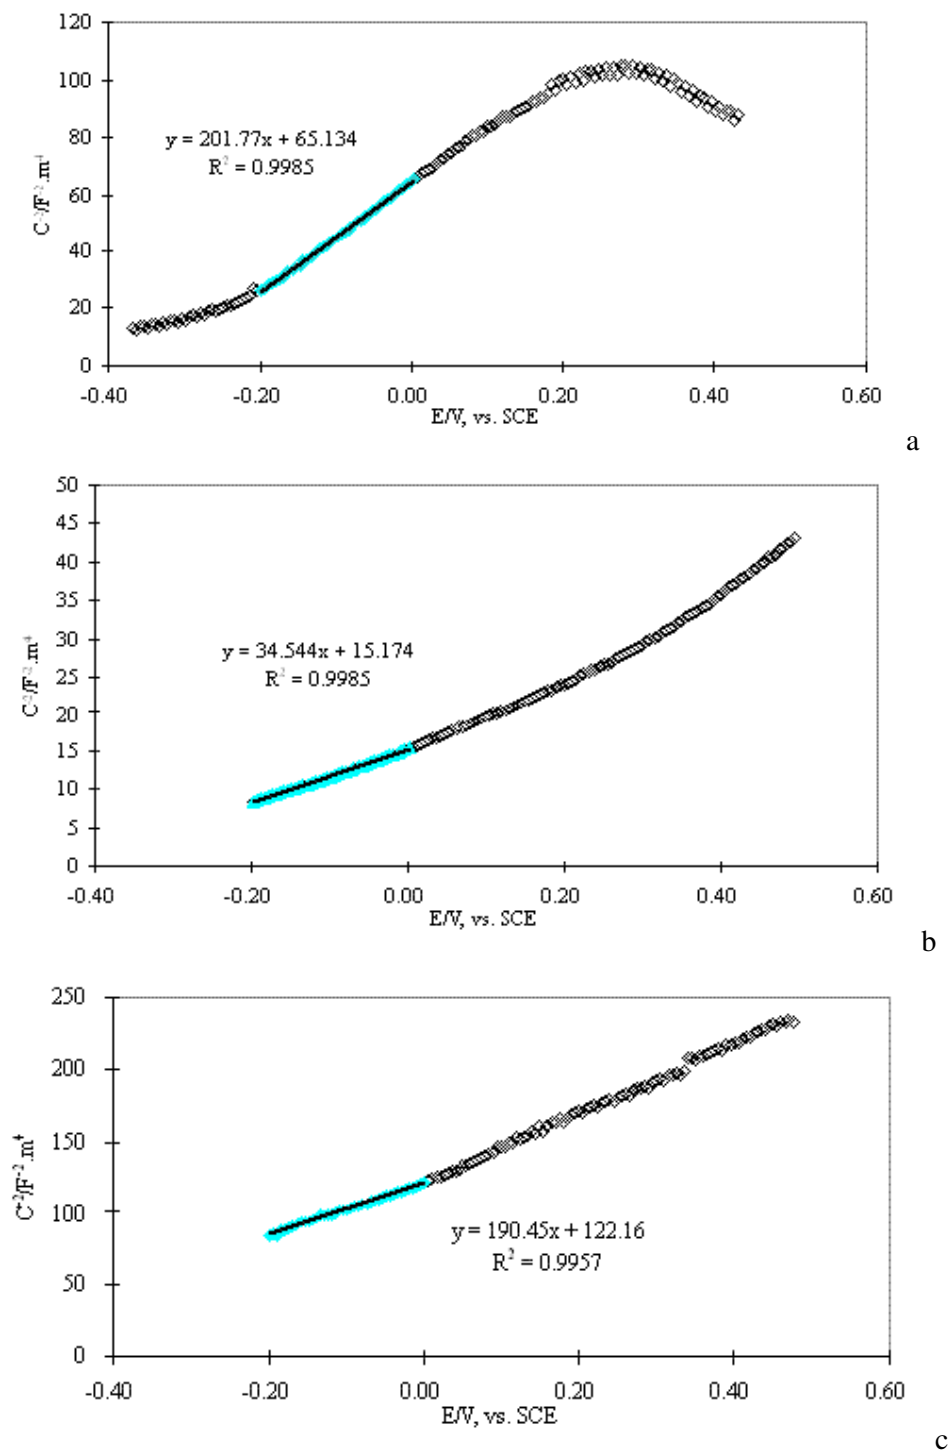 120
100
80
60
40
20
0
y = 201.77x + 65.134
R² = 0.9985
C⁻²/F⁻².m⁴
-0.40 -0.20 0.00 0.20 0.40 0.60
E/V, vs. SCE
a
50
45
40
35
30
25
20
15
10
5
0
y = 34.544x + 15.174
R² = 0.9985
C⁻²/F⁻².m⁴
-0.40 -0.20 0.00 0.20 0.40 0.60
E/V, vs. SCE
b
250
200
150
100
50
0
C⁻²/F⁻².m⁴
y = 190.45x + 122.16
R² = 0.9957
-0.40 -0.20 0.00 0.20 0.40 0.60
E/V, vs. SCE
c